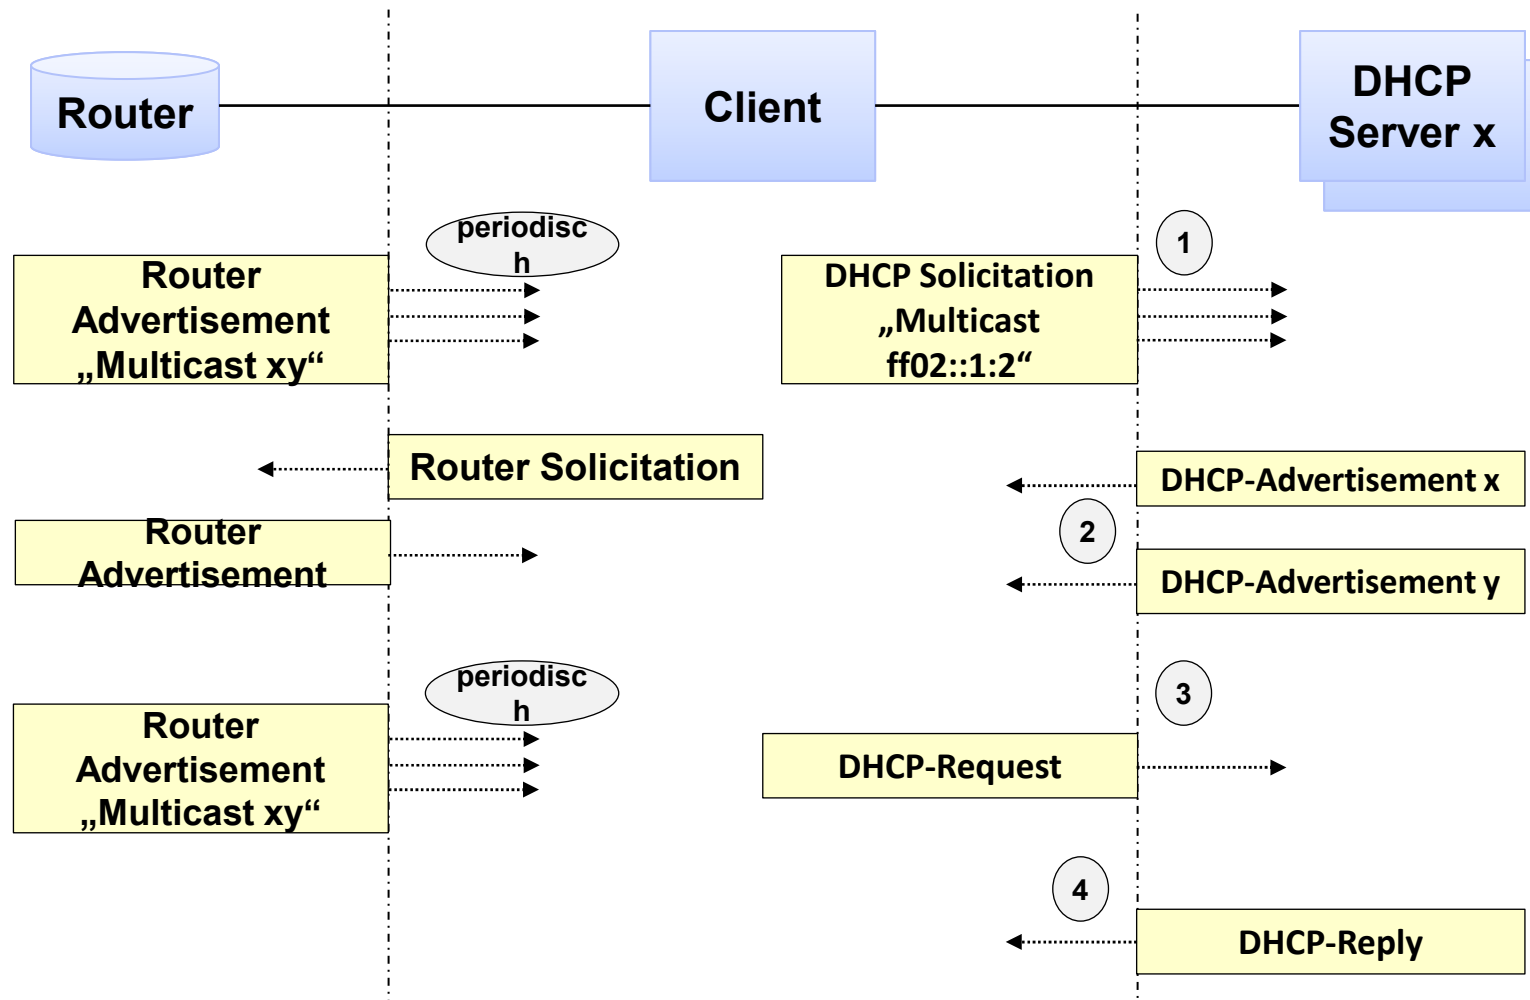 Router
Client
DHCP
Server x
periodisc
h
1
Router
Advertisement
„Multicast xy“
DHCP Solicitation
„Multicast
ff02::1:2“
Router Solicitation
DHCP-Advertisement x
2
Router
Advertisement
DHCP-Advertisement y
periodisc
h
3
Router
Advertisement
„Multicast xy“
DHCP-Request
4
DHCP-Reply